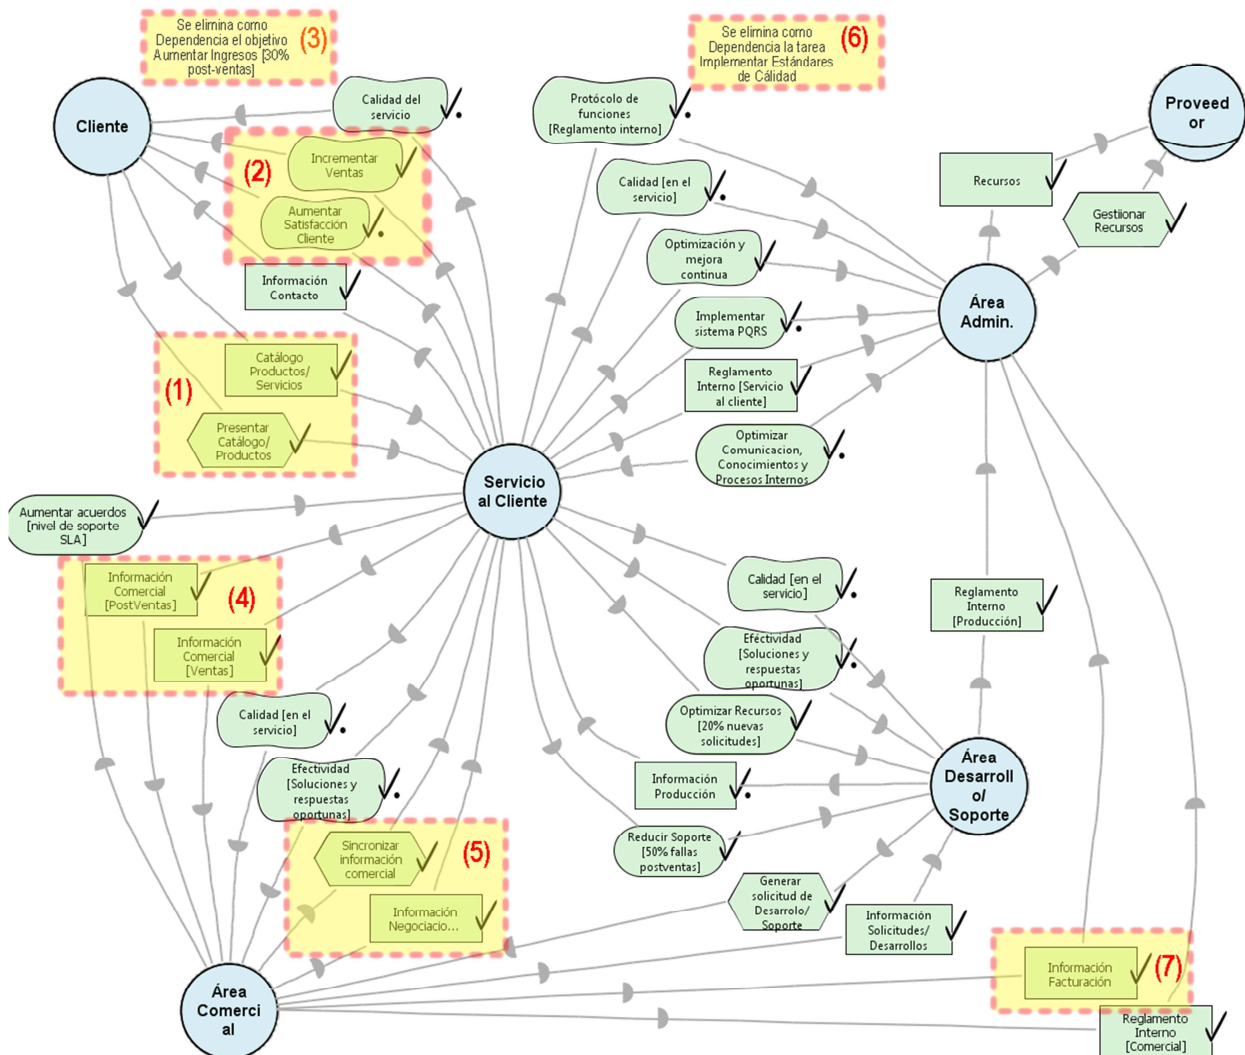 Se elimina como
Dependencia el objetivo
Aumentar Ingresos [30%
post-ventas]
(3)
Se elimina como
Dependencia la tarea
Implementar Estándares
de Cálidad
(6)
Cliente
Calidad del
servicio
(2)
Incrementar
Ventas
Aumentar
Satisfacción
Cliente
Información
Contacto
(1)
Catálogo
Productos/
Servicios
Presentar
Catálogo/
Productos
Protócolo de
funciones
[Reglamento interno]
Calidad [en el
servicio]
Optimización y
mejora
continua
Implementar
sistema PQRS
Reglamento
Interno [Servicio
al cliente]
Optimizar
Comunicacion,
Conocimientos y
Procesos Internos
Proveed
or
Recursos
Gestiionar
Recursos
Área
Admin.
Servicio
al Cliente
Aumentar acuerdos
[nivel de soporte
SLA]
Información
Comercial
[PostVentas]
(4)
Información
Comercial
[Ventas]
Calidad [en el
servicio]
Efectividad
[Soluciones y
respuestas
oportunas]
Sincronizar
información
comercial
(5)
Información
Negociacio...
Calidad [en el
servicio]
Eféctividad
[Soluciones y
respuestas
oportunas]
Optimizar Recursos
[20% nuevas
solicitudes]
Información
Producción
Reducir Soporte
[50% fallas
postventas]
Generar
solicitud de
Desarrolo/
Soporte
Información
Solicitudes/
Desarrollos
Reglamento
Interno
[Producción]
Área
Desarroll
o/
Soporte
Información
Facturación
(7)
Reglamento
Interno
[Comercial]
Área
Comerci
al